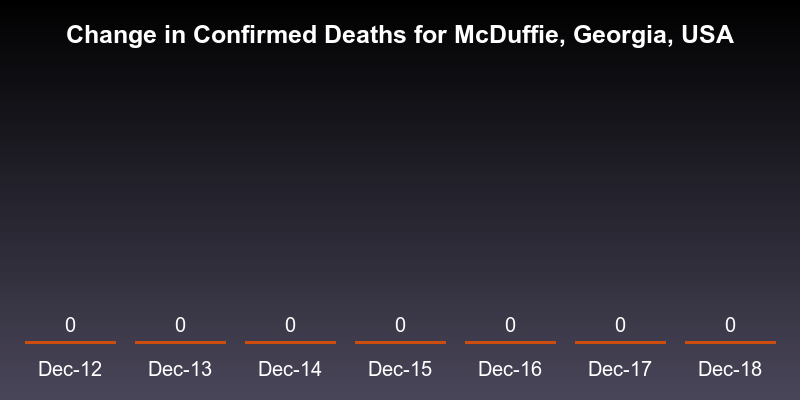 Change in Confirmed Deaths for McDuffie, Georgia, USA
0 0 0 0 0 0 0
Dec-12 Dec-13 Dec-14 Dec-15 Dec-16 Dec-17 Dec-18